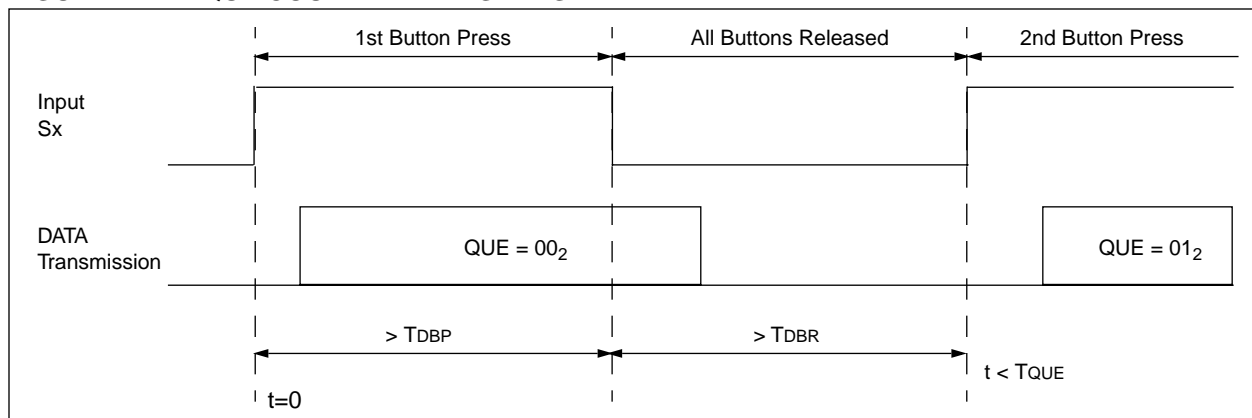 1st Button Press All Buttons Released 2nd Button Press
Input
Sx
DATA
Transmission
QUE = 00₂ QUE = 01₂
> TDBP > TDBR
t < TQUE
t=0